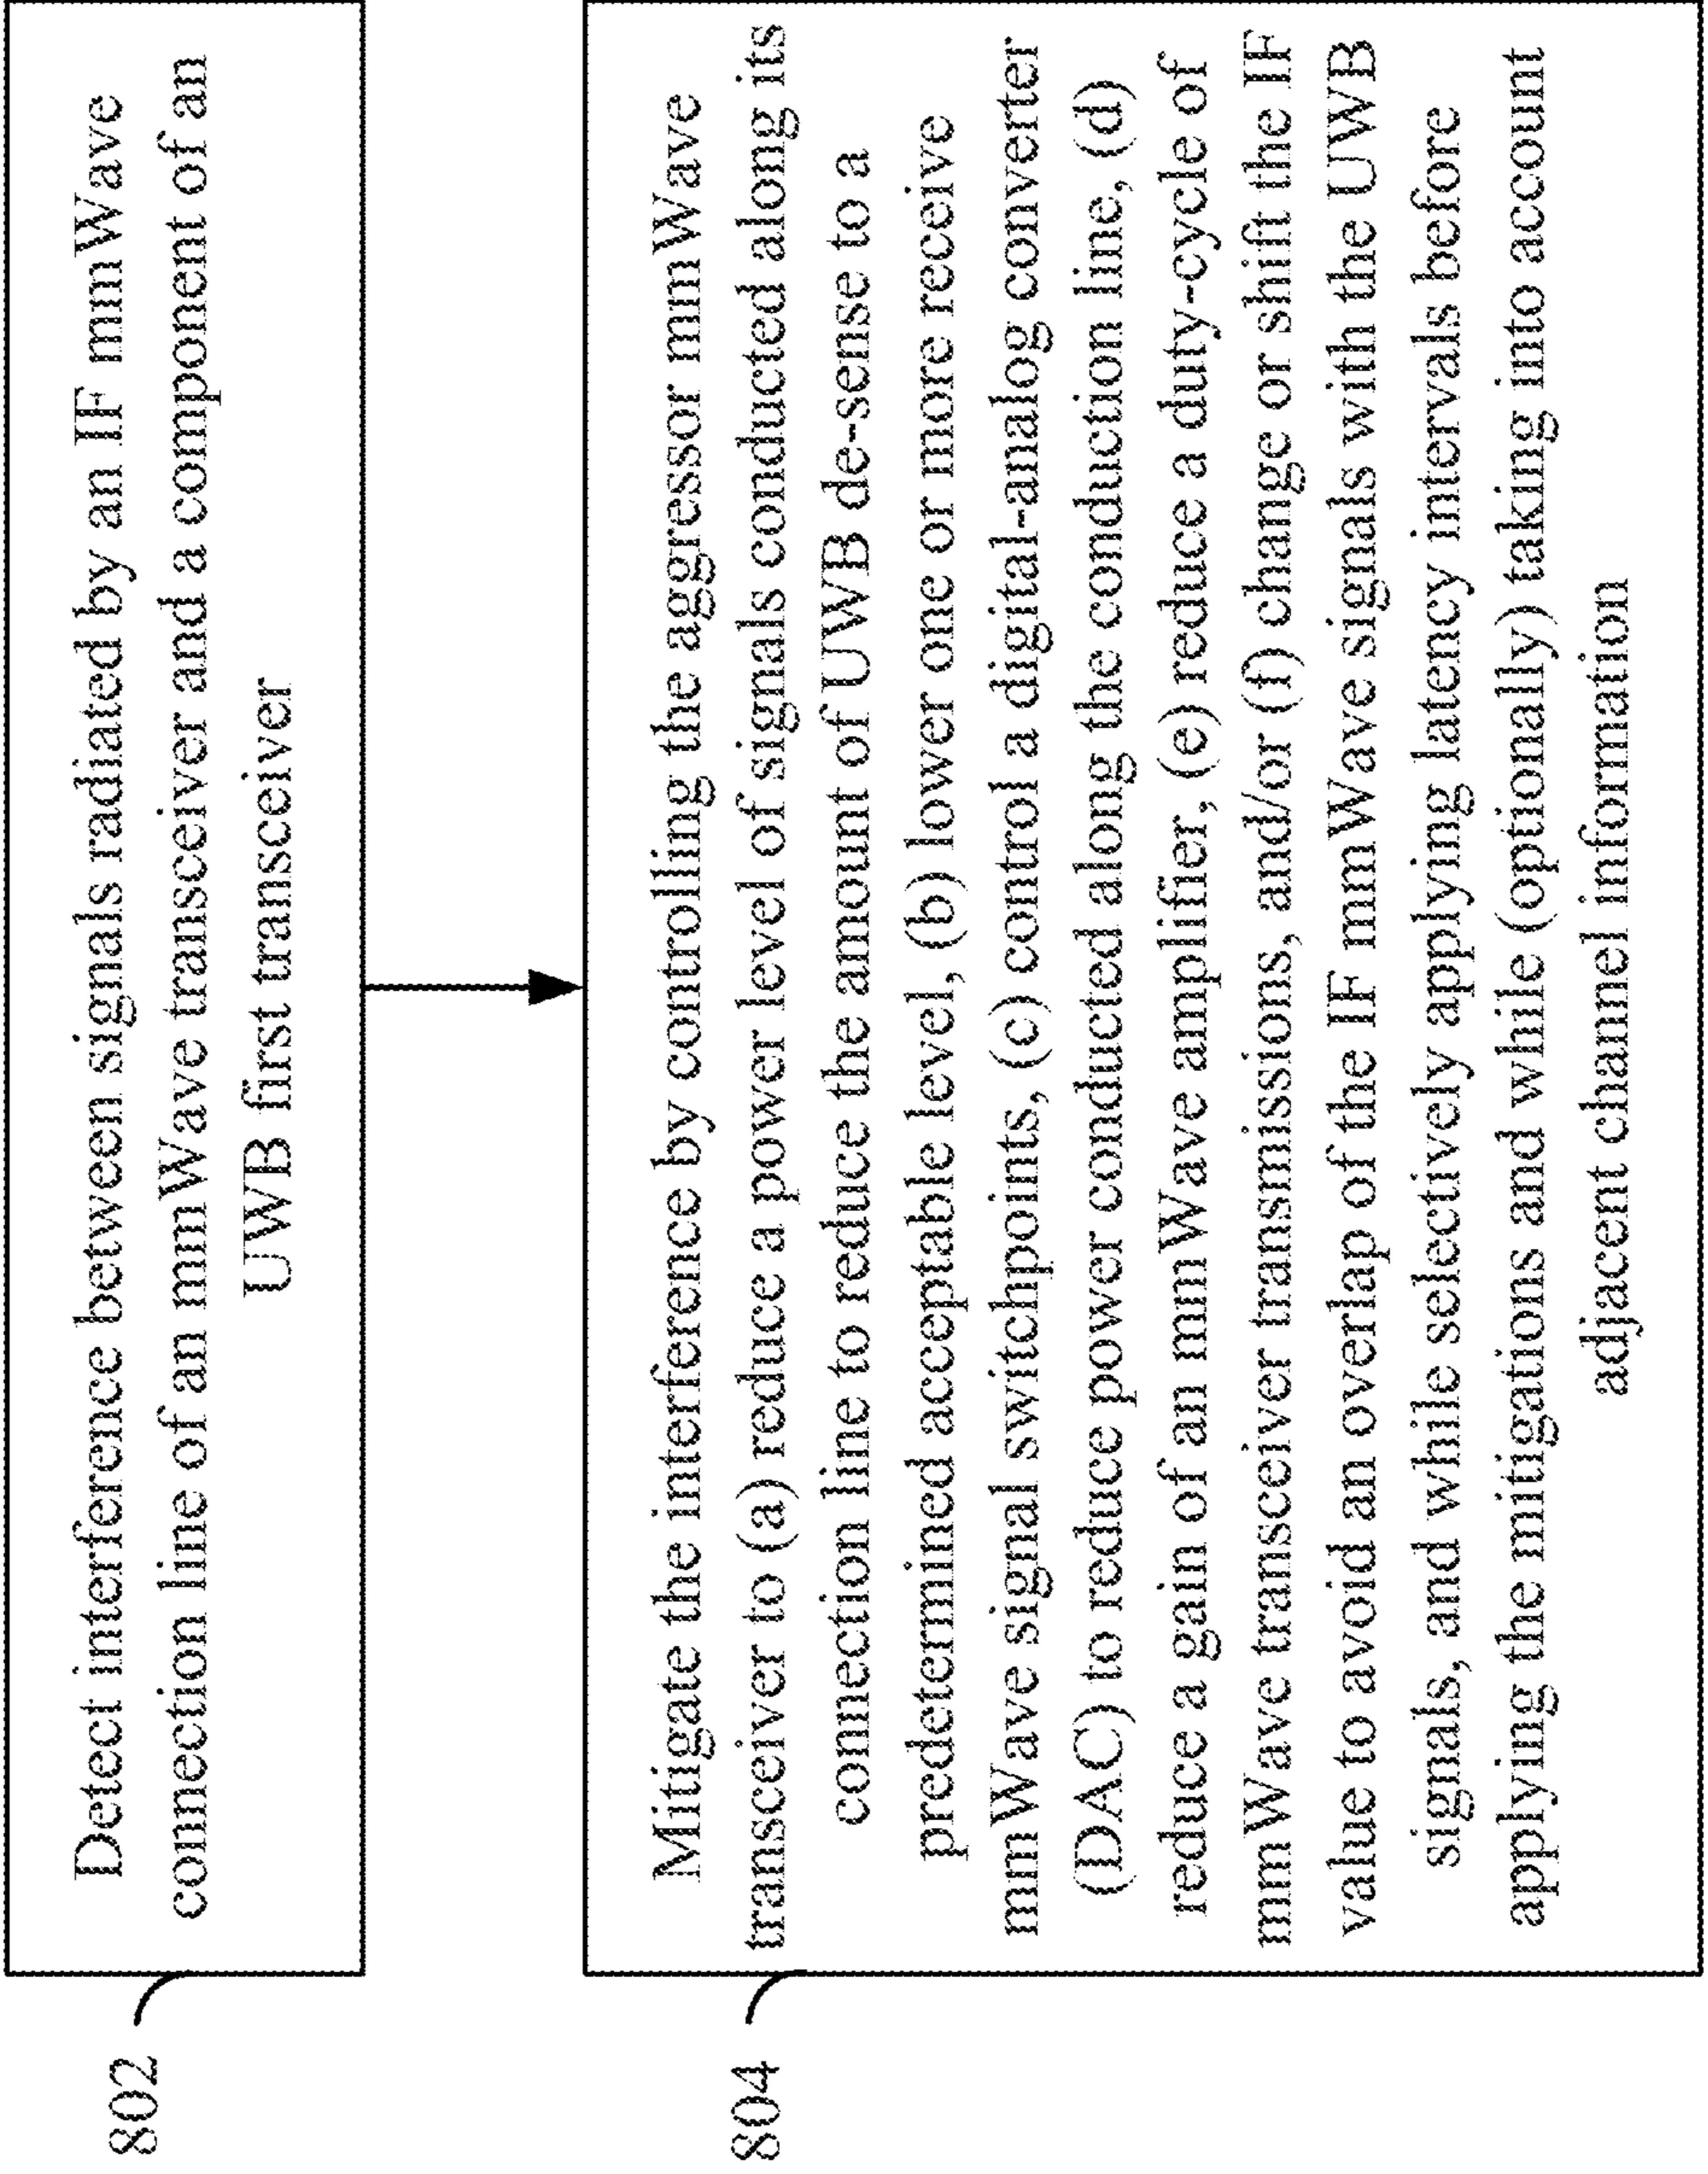 802
Detect interference between signals radiated by an IF mmWave
connection line of an mmWave transceiver and a component of an
UWB first transceiver
804
Mitigate the interference by controlling the aggressor mmWave
transceiver to (a) reduce a power level of signals conducted along its
connection line to reduce the amount of UWB de-sense to a
predetermined acceptable level, (b) lower one or more receive
mmWave signal switchpoints, (c) control a digital-analog converter
(DAC) to reduce power conducted along the conduction line, (d)
reduce a gain of an mmWave amplifier, (e) reduce a duty-cycle of
mmWave transceiver transmissions, and/or (f) change or shift the IF
value to avoid an overlap of the IF mmWave signals with the UWB
signals, and while selectively applying latency intervals before
applying the mitigations and while (optionally) taking into account
adjacent channel information